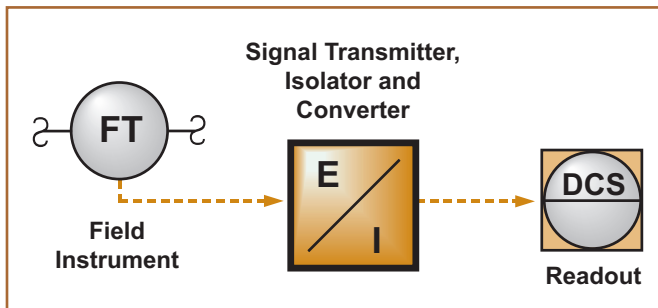 Signal Transmitter,
Isolator and
Converter
FT
E
I
DCS
Field
Instrument
Readout